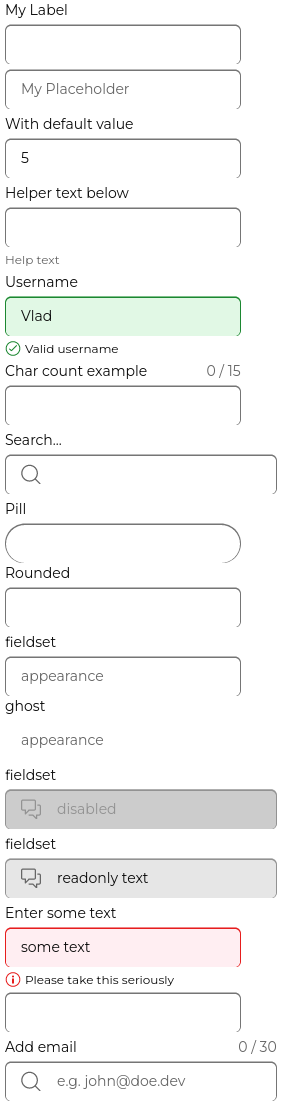 My Label
My Placeholder
With default value
5
Helper text below
Help text
Username
Vlad
Valid username
Char count example 0 / 15
Search...
Pill
Rounded
fieldset
appearance
ghost
appearance
fieldset
disabled
fieldset
readonly text
Enter some text
some text
Please take this seriously
Add email 0 / 30
e.g. john@doe.dev